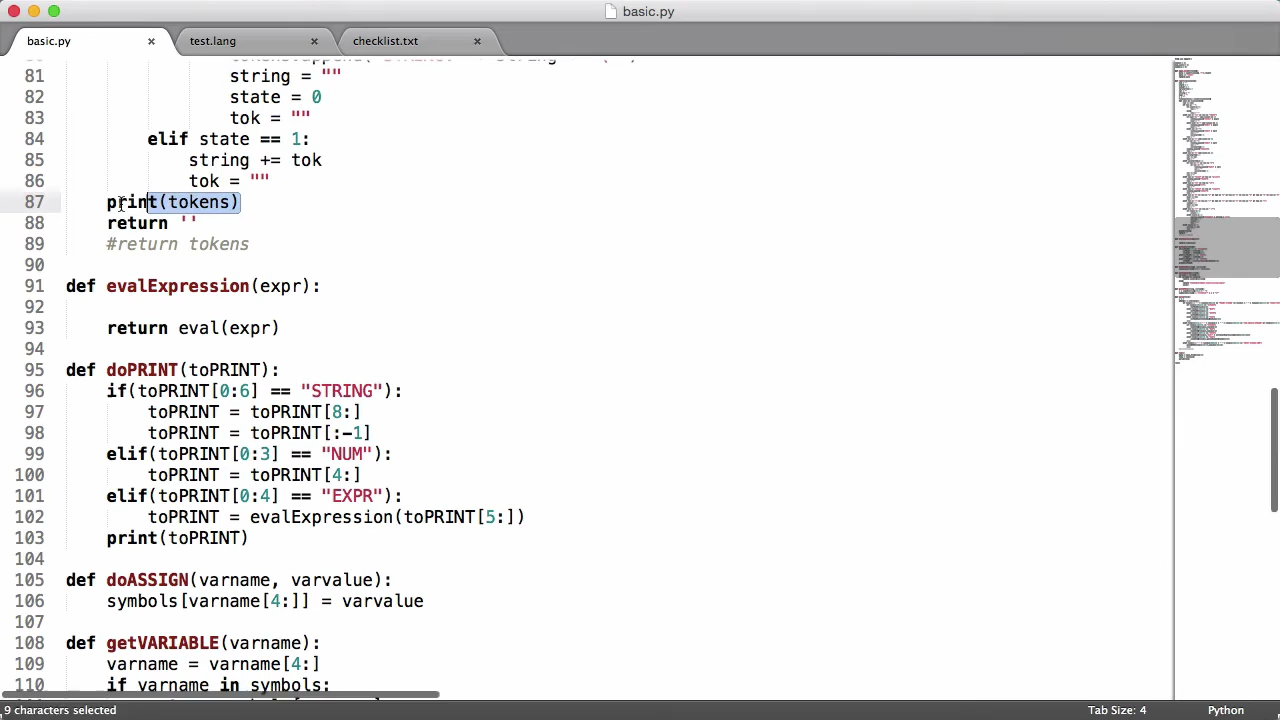 basic.py
basic.py × test.lang × checklist.txt ×
81 string = ""
82 state = 0
83 tok = ""
84 elif state == 1:
85 string += tok
86 tok = ""
87 print(tokens)
88 return ''
89 #return tokens
90
91 def evalExpression(expr):
92
93 return eval(expr)
94
95 def doPRINT(toPRINT):
96 if(toPRINT[0:6] == "STRING"):
97 toPRINT = toPRINT[8:]
98 toPRINT = toPRINT[:-1]
99 elif(toPRINT[0:3] == "NUM"):
100 toPRINT = toPRINT[4:]
101 elif(toPRINT[0:4] == "EXPR"):
102 toPRINT = evalExpression(toPRINT[5:])
103 print(toPRINT)
104
105 def doASSIGN(varname, varvalue):
106 symbols[varname[4:]] = varvalue
107
108 def getVARIABLE(varname):
109 varname = varname[4:]
110 if varname in symbols:
9 characters selected Tab Size: 4 Python